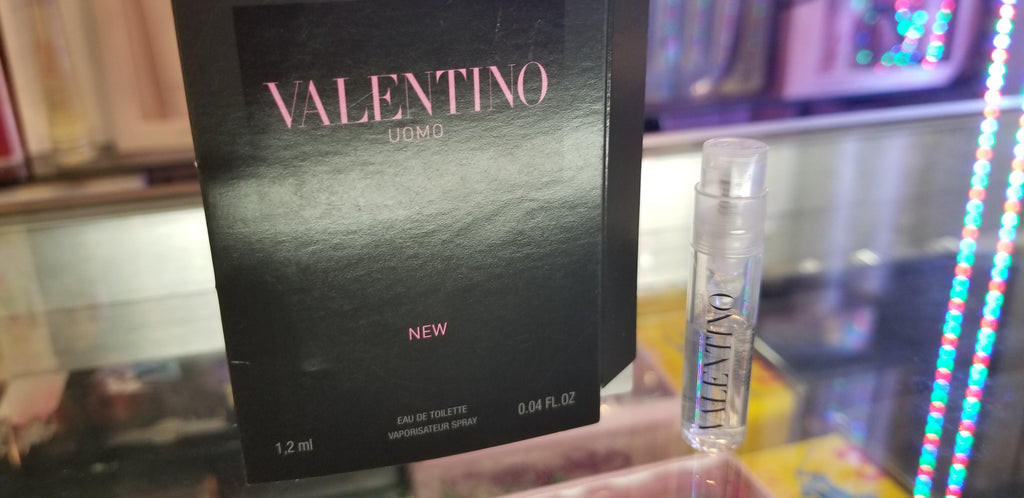 VALENTINO
UOMO
NEW
EAU DE TOILETTE
VAPORISATEUR SPRAY
1,2 ml
0.04 FL.OZ
VALENTINO